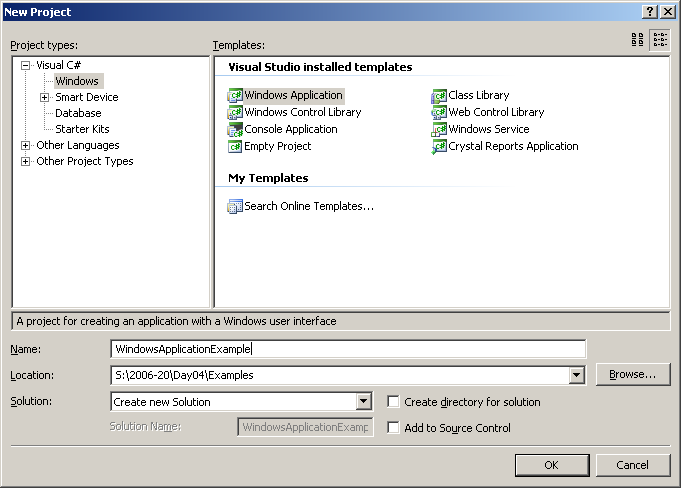 New Project
Project types:
Templates:
Visual C#
Windows
Smart Device
Database
Starter Kits
Other Languages
Other Project Types
Visual Studio installed templates
Windows Application
Class Library
Windows Control Library
Web Control Library
Console Application
Windows Service
Empty Project
Crystal Reports Application
My Templates
Search Online Templates...
A project for creating an application with a Windows user interface
Name:
WindowsApplicationExample
Location:
S:\2006-20\Day04\Examples
Browse...
Solution:
Create new Solution
Create directory for solution
Solution Name:
WindowsApplicationExamp
Add to Source Control
OK
Cancel